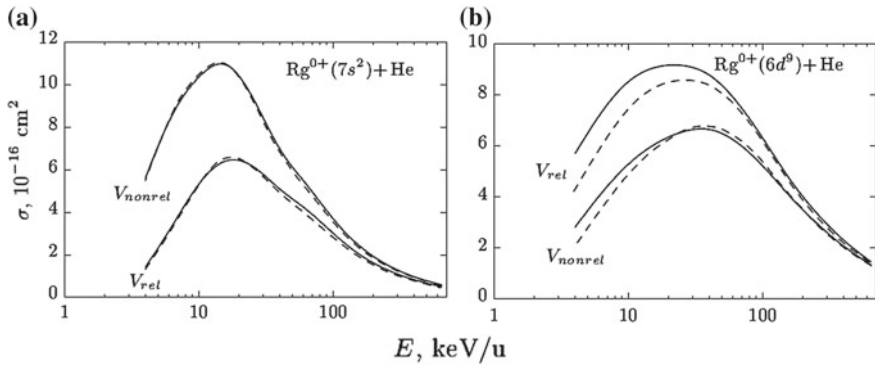 (a)
12
10
8
6
4
2
0
σ, 10⁻¹⁶ cm²
Rg⁰⁺(7s²)+He
V_nonrel
V_rel
1
10
100
(b)
10
8
6
4
2
0
Rg⁰⁺(6d⁹)+He
V_rel
V_nonrel
1
10
100
E, keV/u